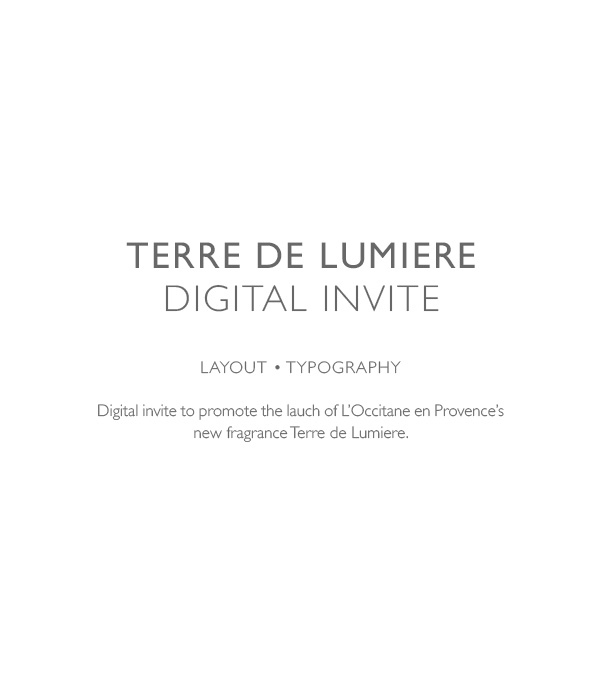 TERRE DE LUMIERE
DIGITAL INVITE
LAYOUT • TYPOGRAPHY
Digital invite to promote the lauch of L'Occitane en Provence's
new fragrance Terre de Lumiere.